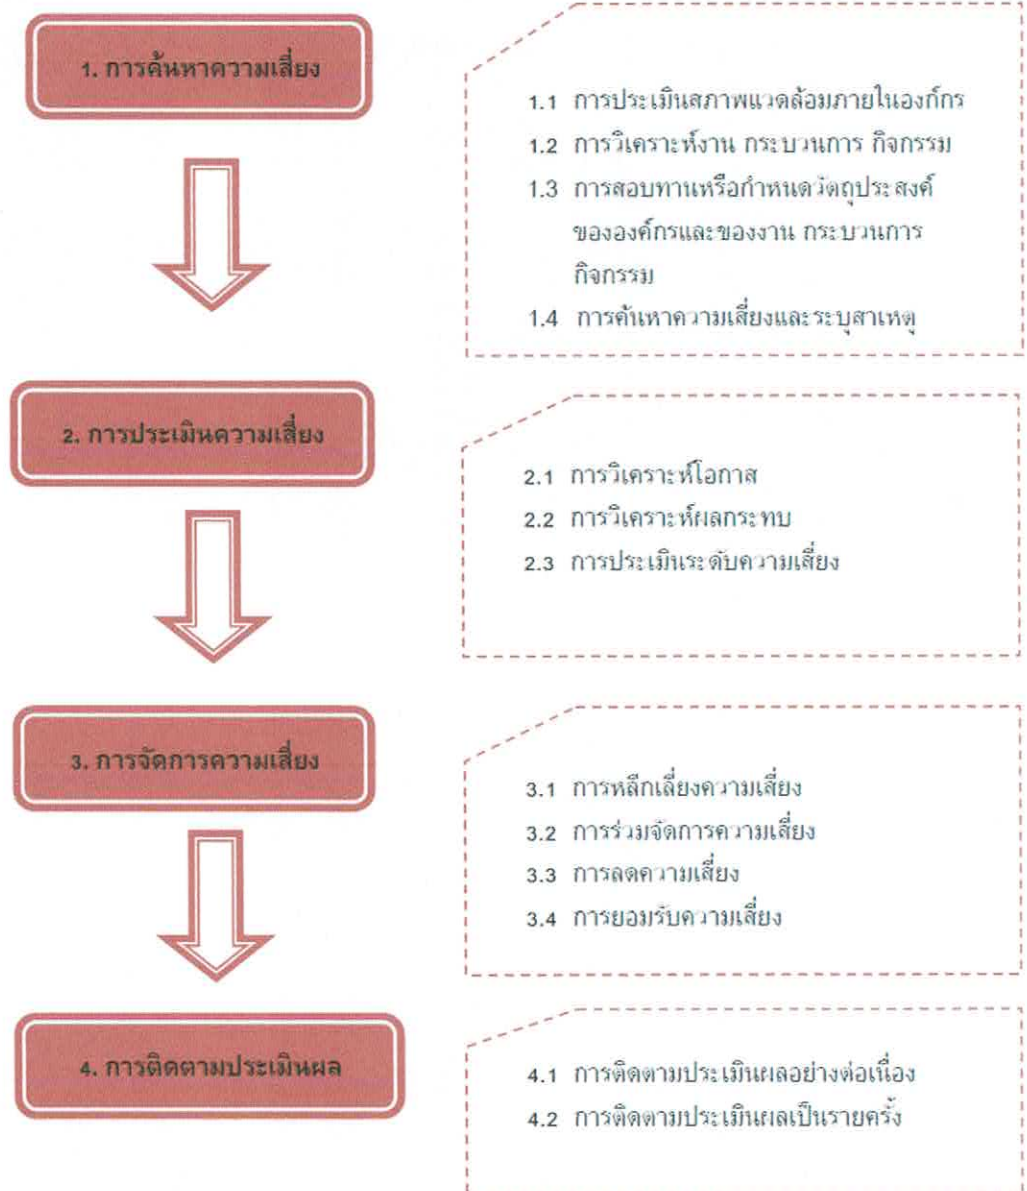 1. การค้นหาความเสี่ยง
1.1 การประเมินสภาพแวดล้อมภายในองก์กร
1.2 การวิเคราะห์งาน กระบวนการ กิจกรรม
1.3 การสอบทานหรือกำหนดวัตถุประสงค์
ขององค์กรและของงาน กระบวนการ
กิจกรรม
1.4 การค้นหาความเสี่ยงและระบุสาเหตุ
2. การประเมินความเสี่ยง
2.1 การวิเคราะห์โอกาส
2.2 การวิเคราะห์ผลกระทบ
2.3 การประเมินระดับความเสี่ยง
3. การจัดการความเสี่ยง
3.1 การหลีกเลี่ยงความเสี่ยง
3.2 การร่วมจัดการความเสี่ยง
3.3 การลดความเสี่ยง
3.4 การยอมรับความเสี่ยง
4. การติดตามประเมินผล
4.1 การติดตามประเมินผลอย่างต่อเนื่อง
4.2 การติดตามประเมินผลเป็นรายครั้ง